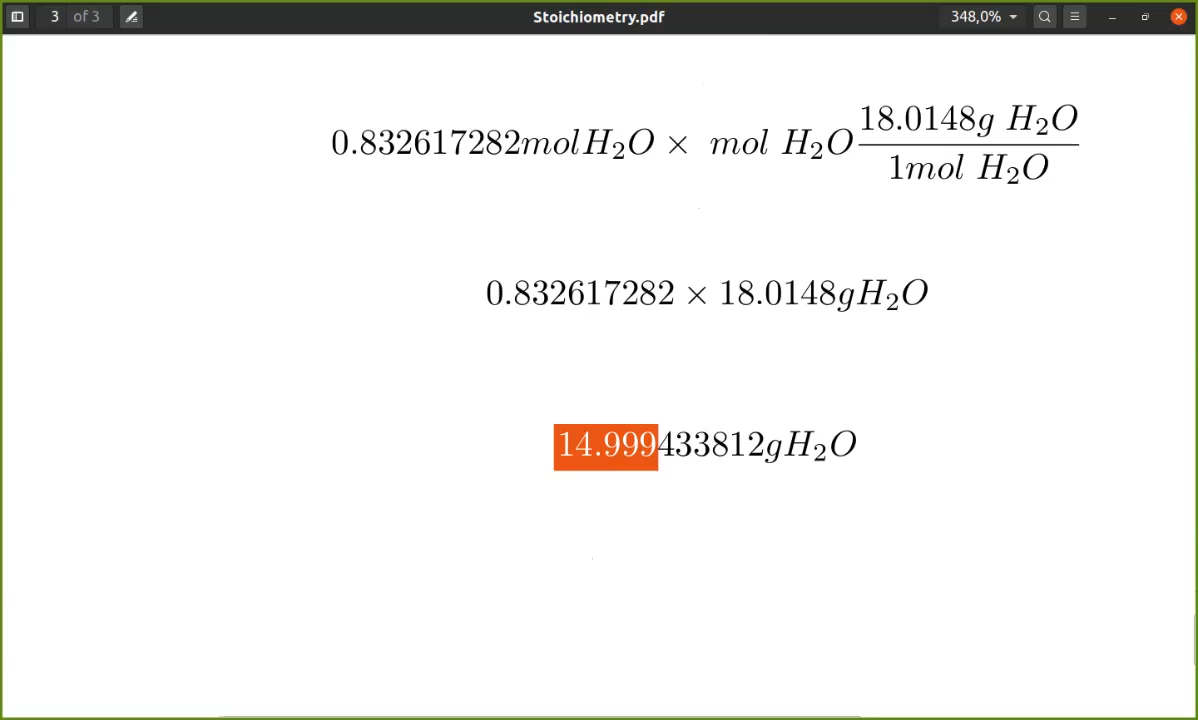 3 of 3 Stoichiometry.pdf 348,0%
0.832617282molH₂O × mol H₂O 18.0148g H₂O
1mol H₂O
0.832617282 × 18.0148gH₂O
14.999433812gH₂O